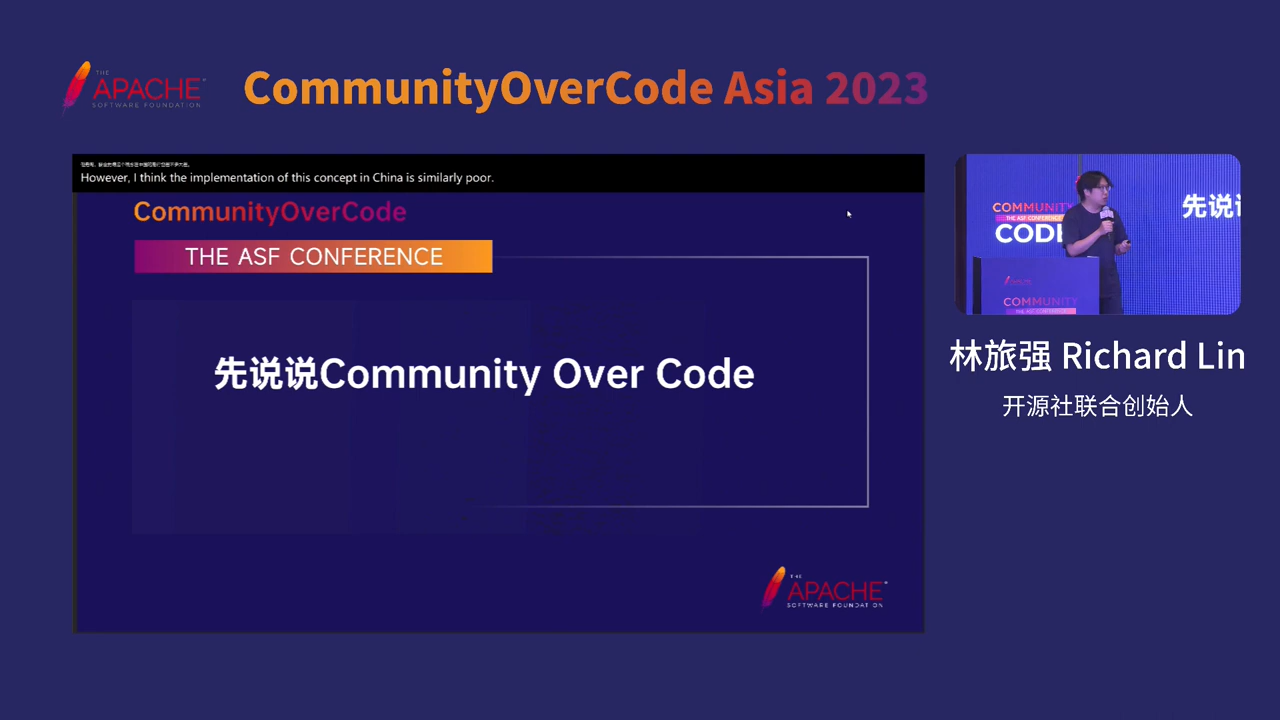 THE
APACHE
SOFTWARE FOUNDATION
CommunityOverCode Asia 2023
However, I think the implementation of this concept in China is similarly poor.
CommunityOverCode
THE ASF CONFERENCE
先说说Community Over Code
THE
APACHE
SOFTWARE FOUNDATION
COMMUNITY
THE ASF CONFERENCE
CODE
先说
COMMUNITY
THE ASF CONFERENCE
林旅强 Richard Lin
开源社联合创始人